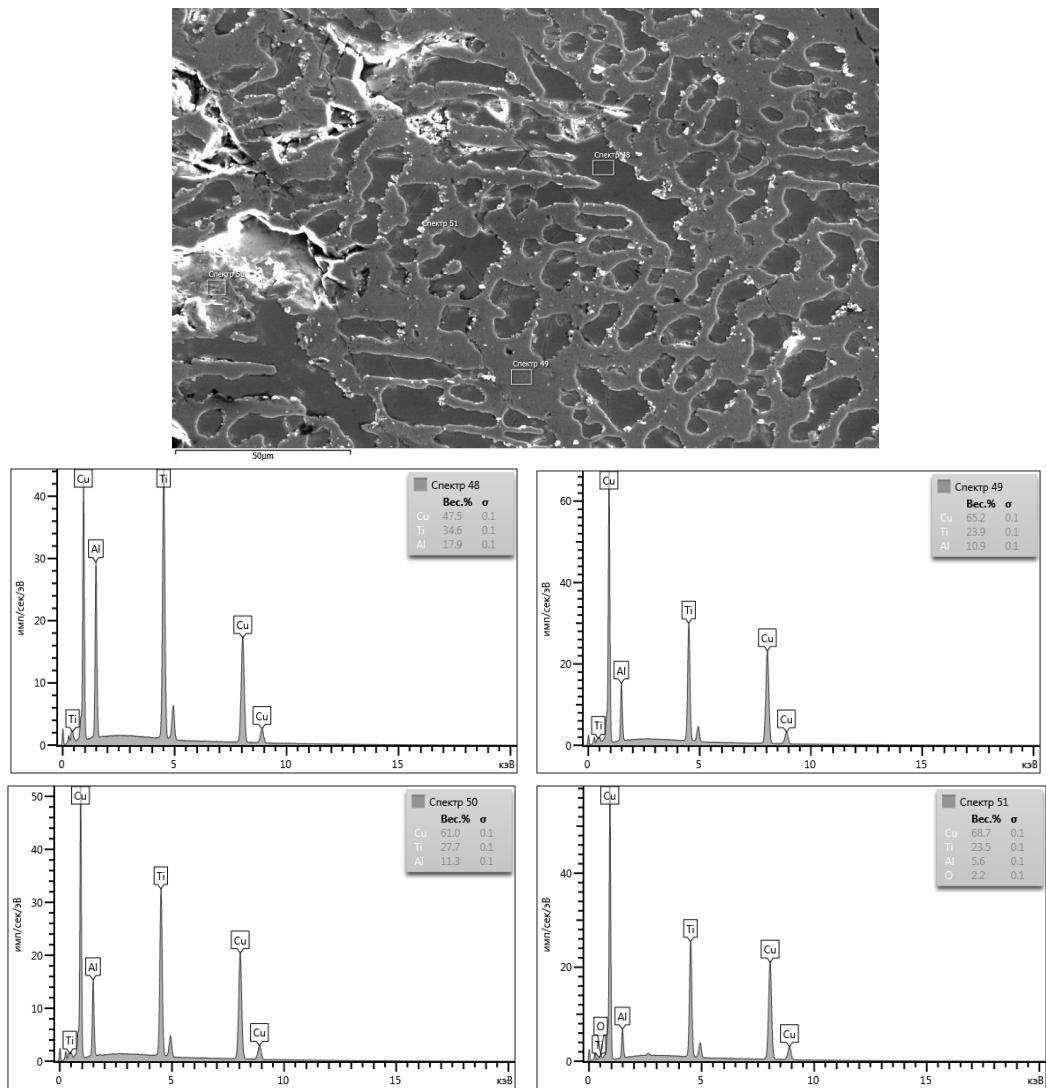 Спектр 48
Спектр 51
Спектр 50
Спектр 49
50µm
Cu
Ti
Al
Cu
Ti
Cu
имп/сек/эВ
40
30
20
10
0
0
5
10
15
кэВ
Спектр 48
Вес.% σ
Cu 47.5 0.1
Ti 34.6 0.1
Al 17.9 0.1
Cu
Ti
Al
Cu
Ti
Cu
имп/сек/эВ
60
40
20
0
0
5
10
15
кэВ
Спектр 49
Вес.% σ
Cu 65.2 0.1
Ti 23.9 0.1
Al 10.9 0.1
Cu
Ti
Al
Cu
Ti
Cu
имп/сек/эВ
50
40
30
20
10
0
0
5
10
15
кэВ
Спектр 50
Вес.% σ
Cu 61.0 0.1
Ti 27.7 0.1
Al 11.3 0.1
Cu
Ti
Cu
O
Al
Ti
Cu
имп/сек/эВ
40
20
0
0
5
10
15
кэВ
Спектр 51
Вес.% σ
Cu 68.7 0.1
Ti 23.5 0.1
Al 5.6 0.1
O 2.2 0.1